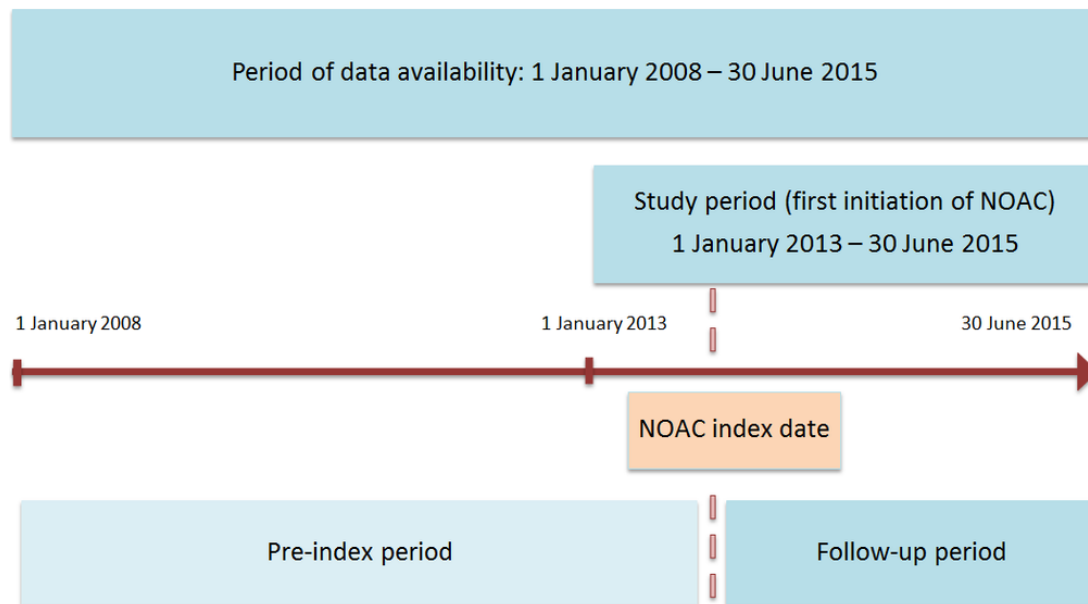 Period of data availability: 1 January 2008 – 30 June 2015
Study period (first initiation of NOAC)
1 January 2013 – 30 June 2015
1 January 2008
1 January 2013
30 June 2015
NOAC index date
Pre-index period
Follow-up period